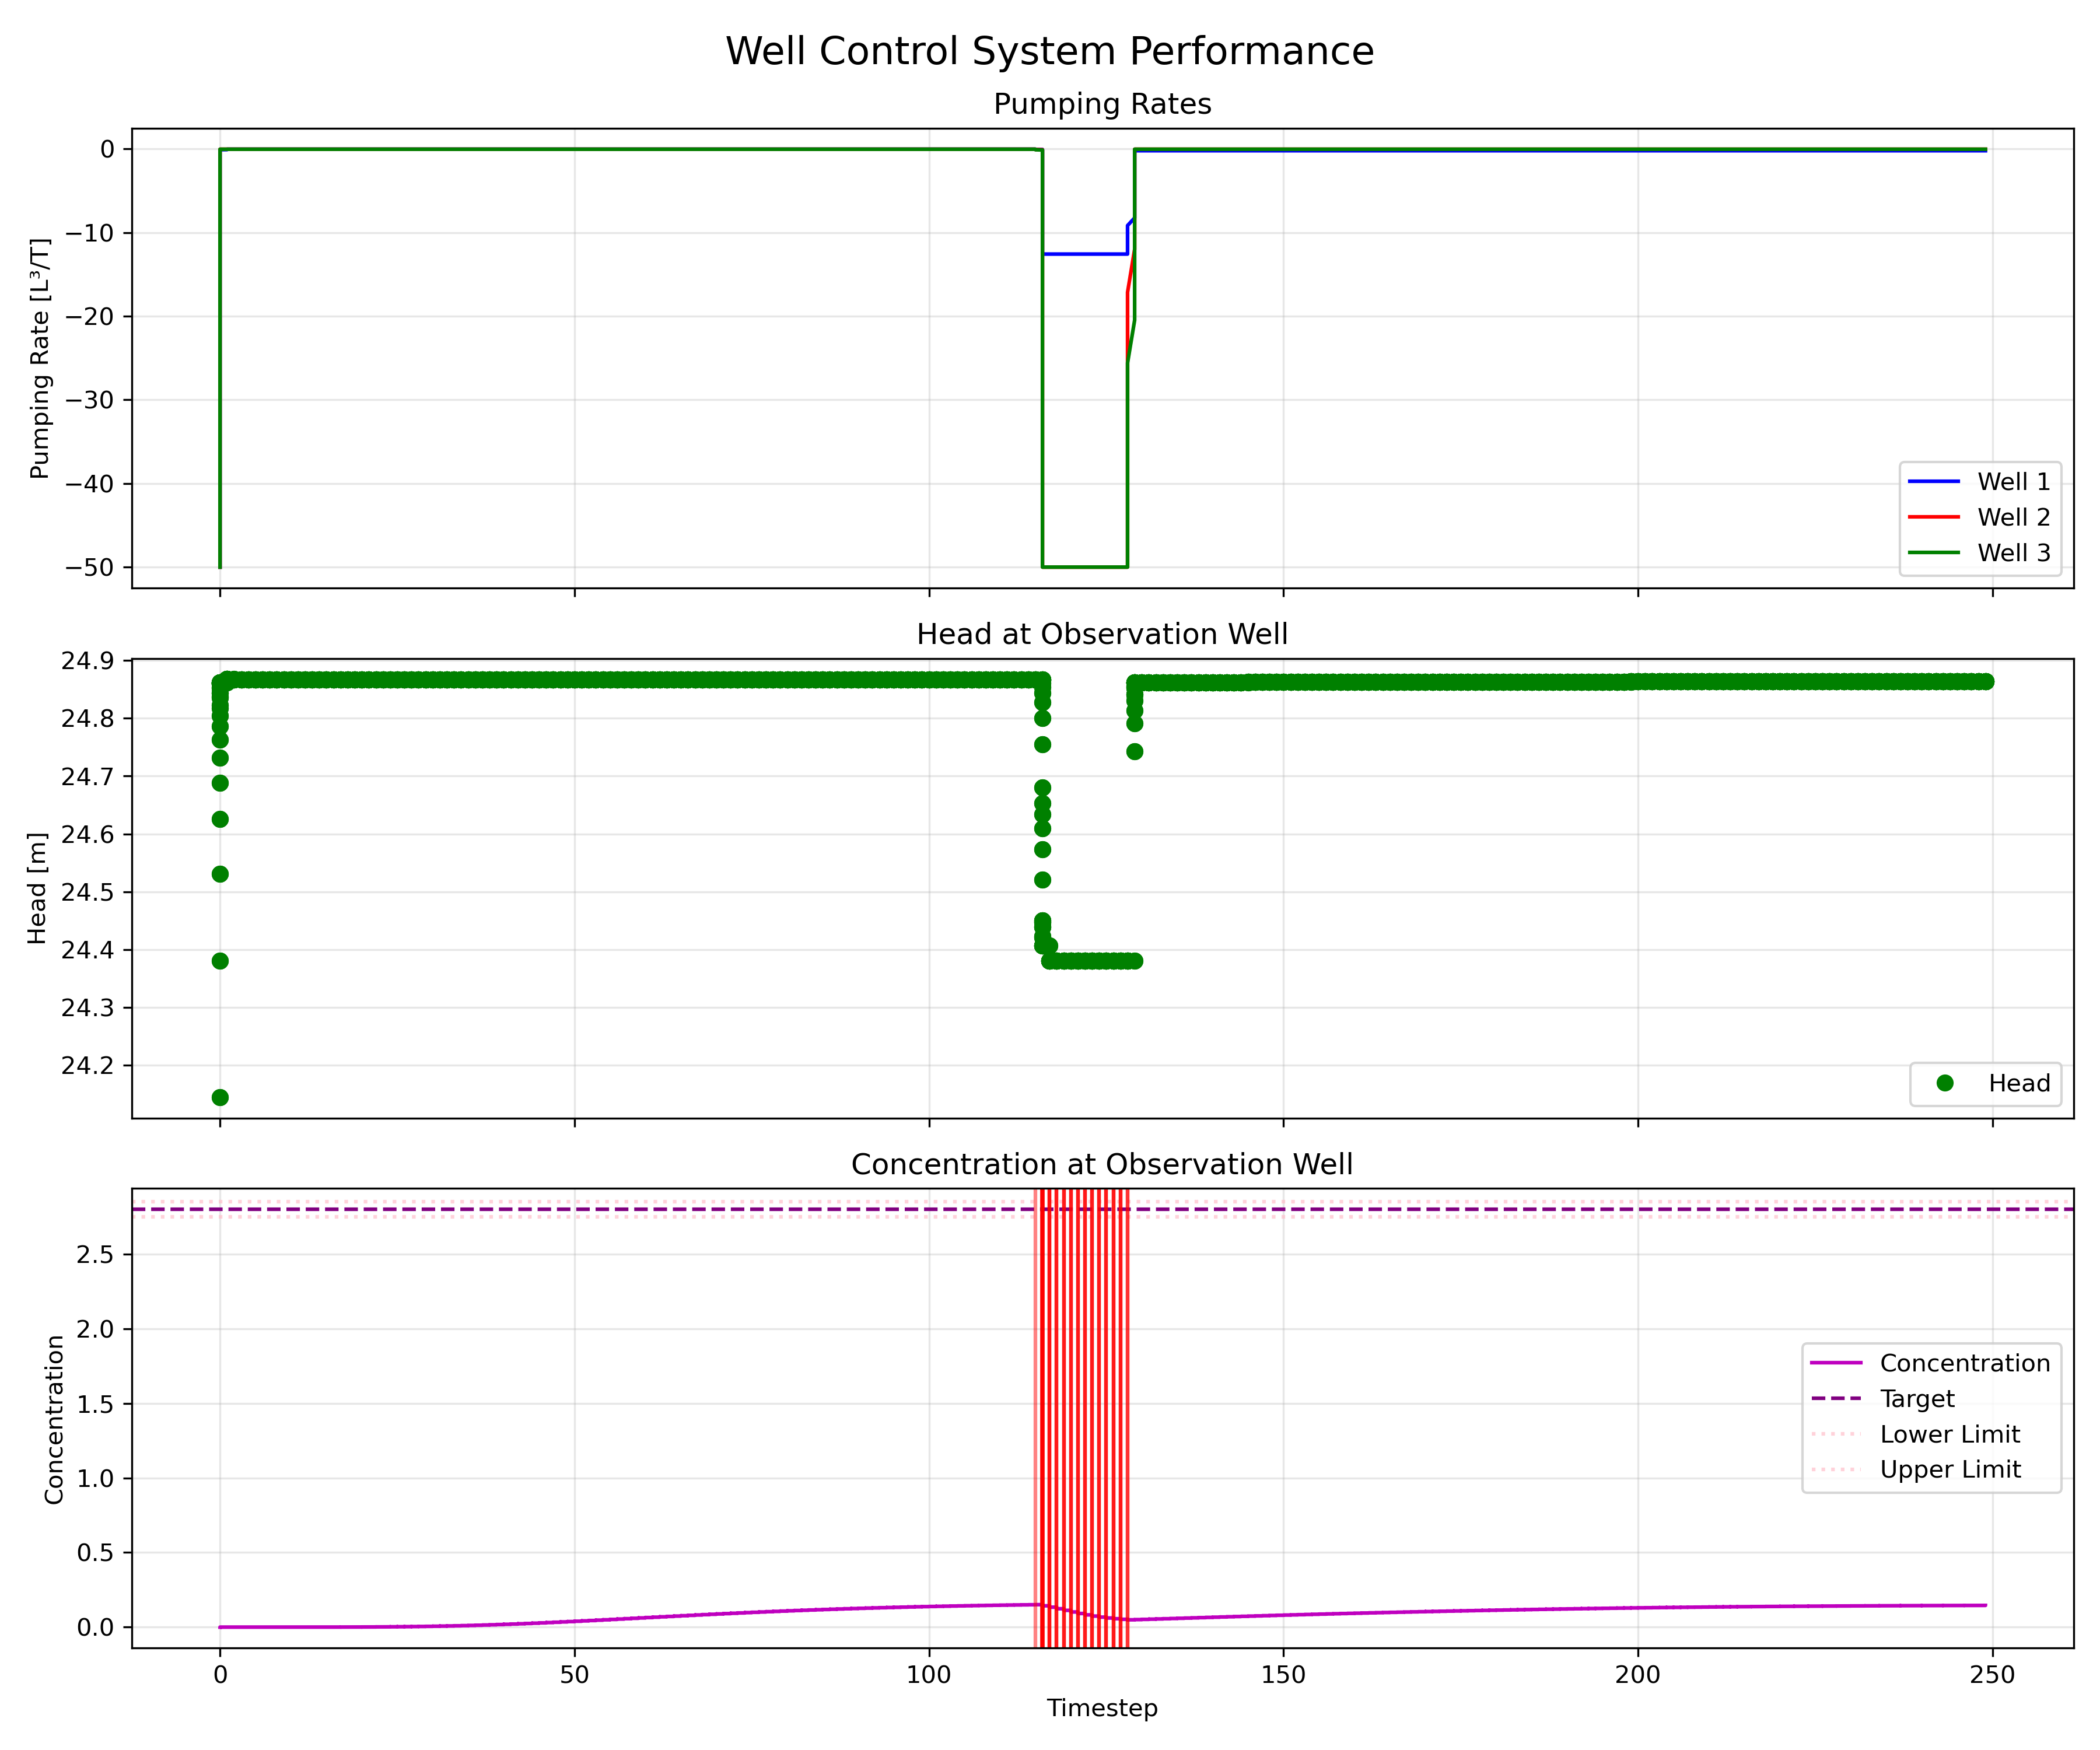 Well Control System Performance
Pumping Rates
Pumping Rate [L³/T]
0
−10
−20
−30
−40
−50
Well 1
Well 2
Well 3
Head at Observation Well
Head [m]
24.9
24.8
24.7
24.6
24.5
24.4
24.3
24.2
Head
Concentration at Observation Well
Concentration
2.5
2.0
1.5
1.0
0.5
0.0
Concentration
Target
Lower Limit
Upper Limit
0 50 100 150 200 250
Timestep